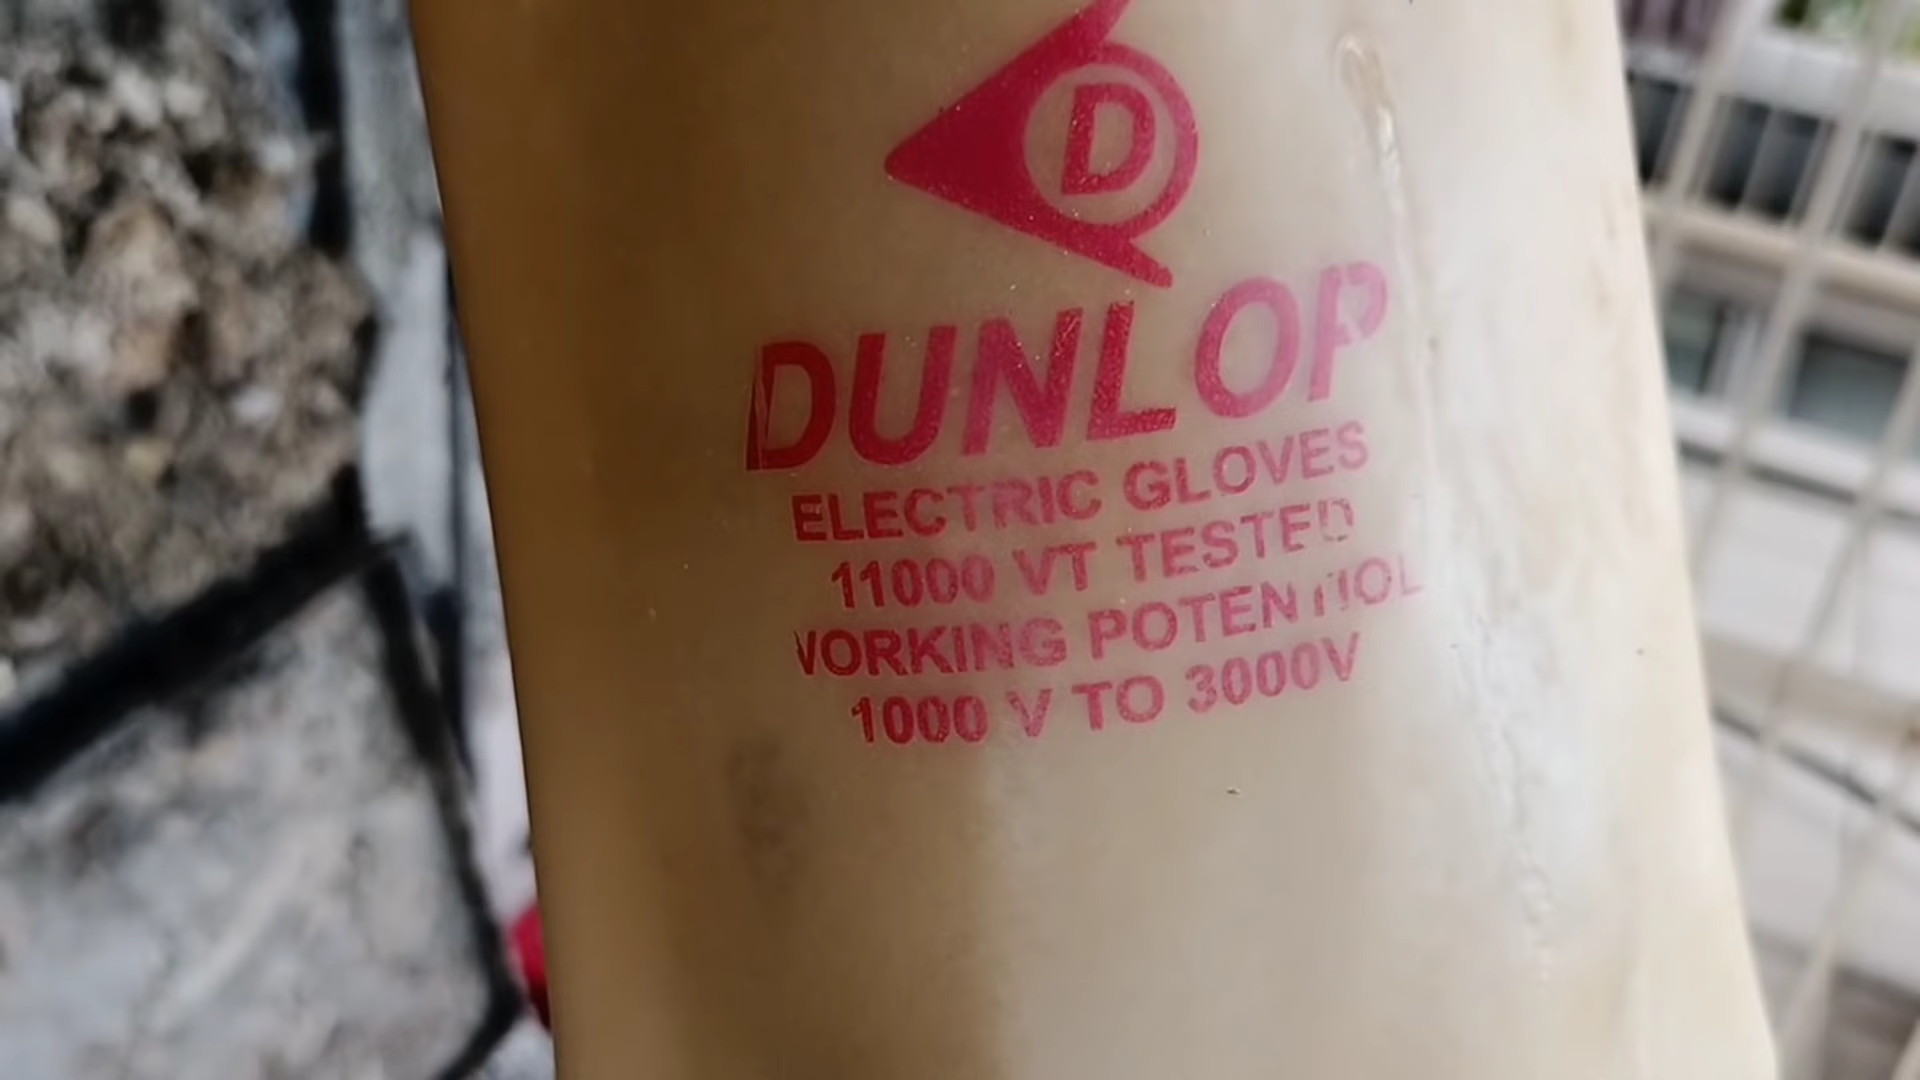 D
DUNLOP
ELECTRIC GLOVES
11000 VT TESTED
WORKING POTENTIOL
1000 V TO 3000V